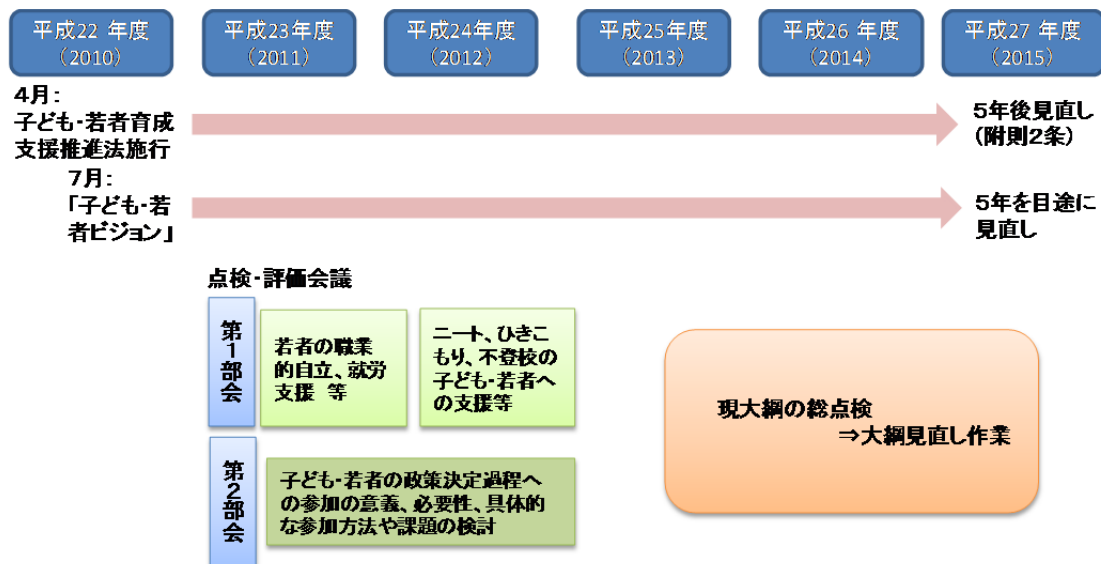 平成22 年度
(2010)
平成23年度
(2011)
平成24年度
(2012)
平成25年度
(2013)
平成26 年度
(2014)
平成27 年度
(2015)
4月:
子ども・若者育成
支援推進法施行
5年後見直し
(附則2条)
7月:
「子ども・若
者ビジョン」
5年を目途に
見直し
点検・評価会議
第1部会
若者の職業
的自立、就労
支援 等
ニート、ひきこ
もり、不登校の
子ども・若者へ
の支援等
第2部会
子ども・若者の政策決定過程へ
の参加の意義、必要性、具体的
な参加方法や課題の検討
現大綱の総点検
⇒大綱見直し作業